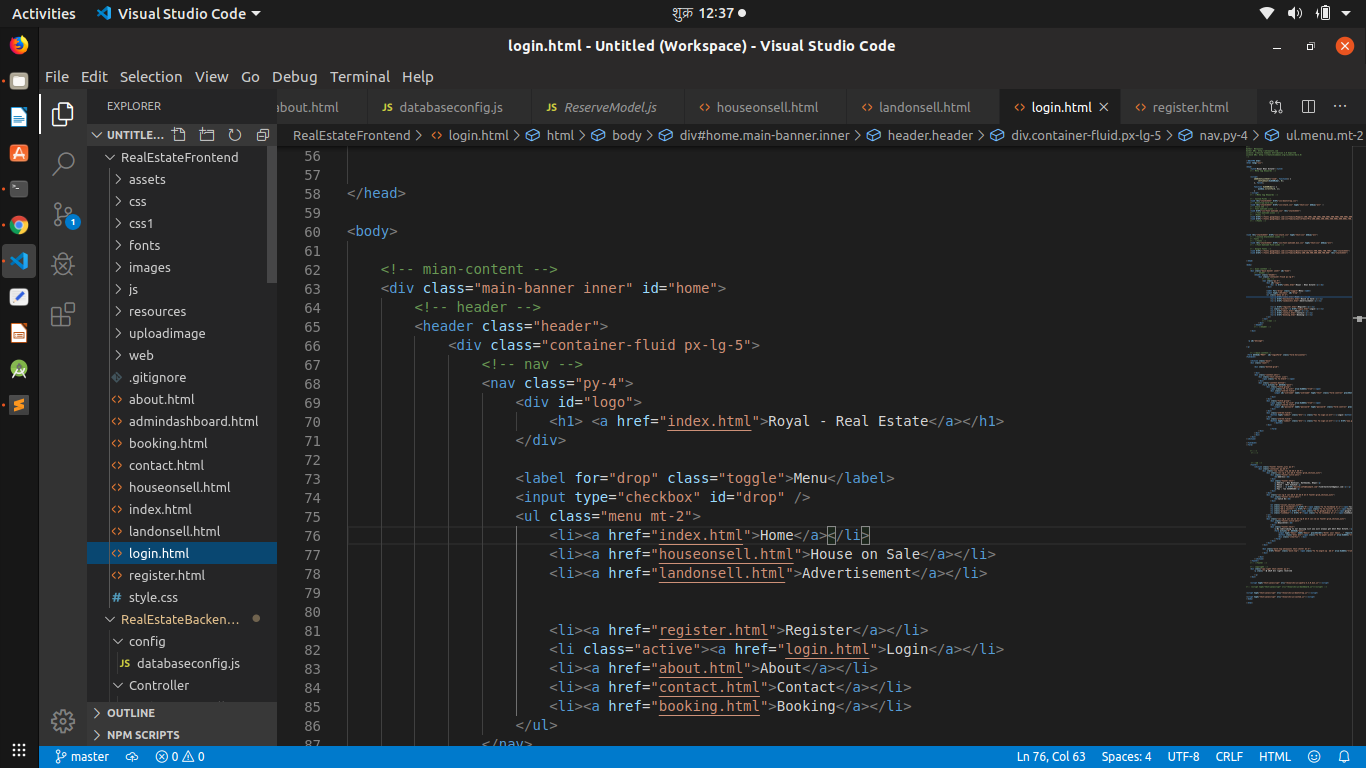 Activities Visual Studio Code शुक्र 12:37
login.html - Untitled (Workspace) - Visual Studio Code
File Edit Selection View Go Debug Terminal Help
EXPLORER
about.html JS databaseconfig.js JS ReserveModel.js houseonsell.html landonsell.html login.html register.html
UNTITLE...
RealEstateFrontend > login.html > html > body > div#home.main-banner.inner > header.header > div.container-fluid.px-lg-5 > nav.py-4 > ul.menu.mt-2
RealEstateFrontend
assets
css
css1
fonts
images
js
resources
uploadimage
web
.gitignore
about.html
admindashboard.html
booking.html
contact.html
houseonsell.html
index.html
landonsell.html
login.html
register.html
# style.css
RealEstateBacken...
config
JS databaseconfig.js
Controller
OUTLINE
NPM SCRIPTS
1
56
57
58 </head>
59
60 <body>
61
62 <!-- mian-content -->
63 <div class="main-banner inner" id="home">
64 <!-- header -->
65 <header class="header">
66 <div class="container-fluid px-lg-5">
67 <!-- nav -->
68 <nav class="py-4">
69 <div id="logo">
70 <h1> <a href="index.html">Royal - Real Estate</a></h1>
71 </div>
72
73 <label for="drop" class="toggle">Menu</label>
74 <input type="checkbox" id="drop" />
75 <ul class="menu mt-2">
76 <li><a href="index.html">Home</a></li>
77 <li><a href="houseonsell.html">House on Sale</a></li>
78 <li><a href="landonsell.html">Advertisement</a></li>
79
80
81 <li><a href="register.html">Register</a></li>
82 <li class="active"><a href="login.html">Login</a></li>
83 <li><a href="about.html">About</a></li>
84 <li><a href="contact.html">Contact</a></li>
85 <li><a href="booking.html">Booking</a></li>
86 </ul>
87 </nav>
master 0 0 Ln 76, Col 63 Spaces: 4 UTF-8 CRLF HTML